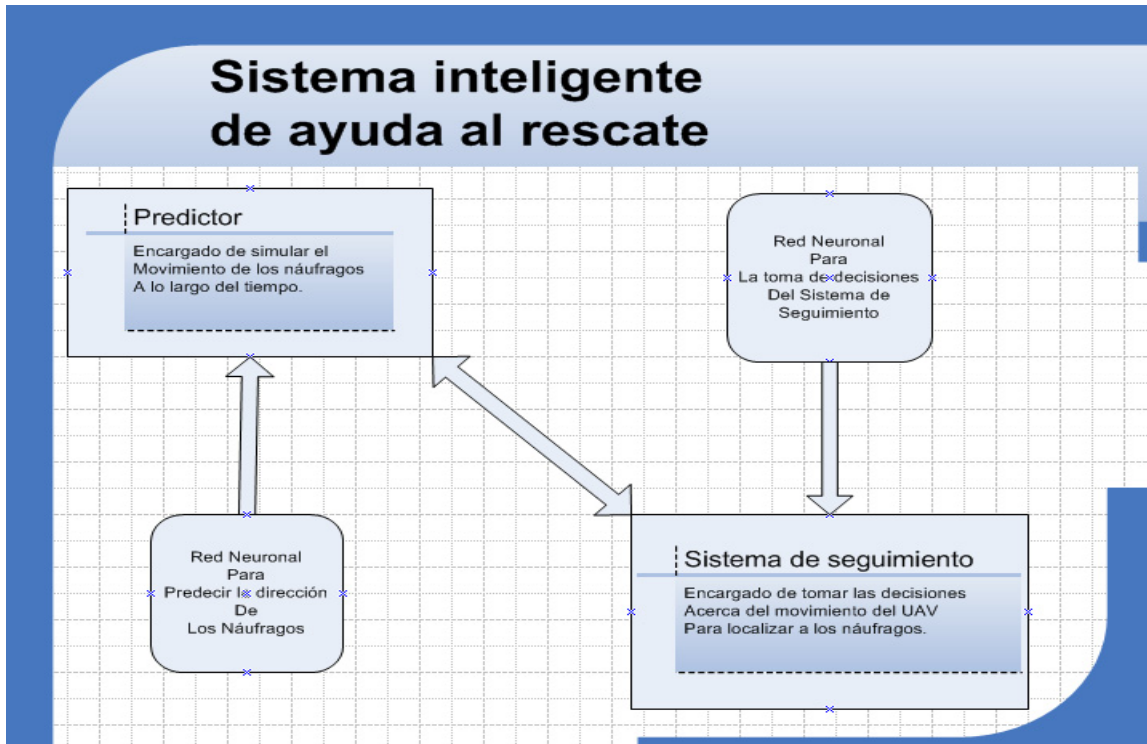 Sistema inteligente
de ayuda al rescate
Predictor
Encargado de simular el
Movimiento de los náufragos
A lo largo del tiempo.
Red Neuronal
Para
La toma de decisiones
Del Sistema de
Seguimiento
Red Neuronal
Para
Predecir la dirección
De
Los Náufragos
Sistema de seguimiento
Encargado de tomar las decisiones
Acerca del movimiento del UAV
Para localizar a los náufragos.